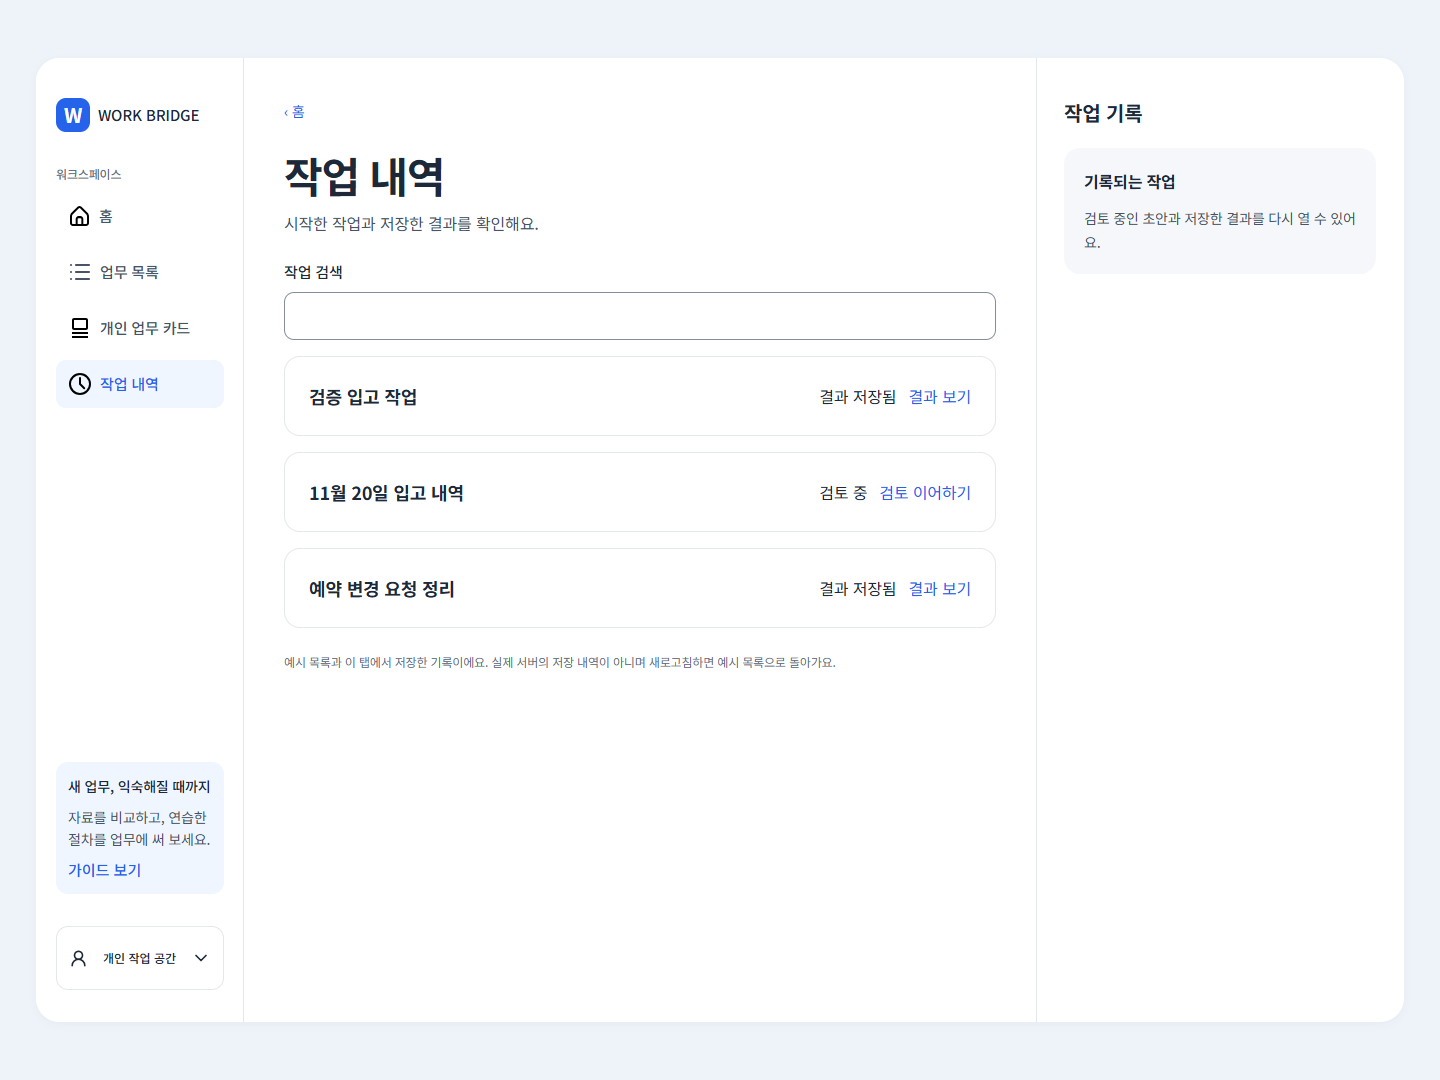 W WORK BRIDGE
워크스페이스
홈
업무 목록
개인 업무 카드
작업 내역
새 업무, 익숙해질 때까지
자료를 비교하고, 연습한
절차를 업무에 써 보세요.
가이드 보기
개인 작업 공간
‹ 홈
작업 내역
시작한 작업과 저장한 결과를 확인해요.
작업 검색
검증 입고 작업 결과 저장됨 결과 보기
11월 20일 입고 내역 검토 중 검토 이어하기
예약 변경 요청 정리 결과 저장됨 결과 보기
예시 목록과 이 탭에서 저장한 기록이에요. 실제 서버의 저장 내역이 아니며 새로고침하면 예시 목록으로 돌아가요.
작업 기록
기록되는 작업
검토 중인 초안과 저장한 결과를 다시 열 수 있어
요.